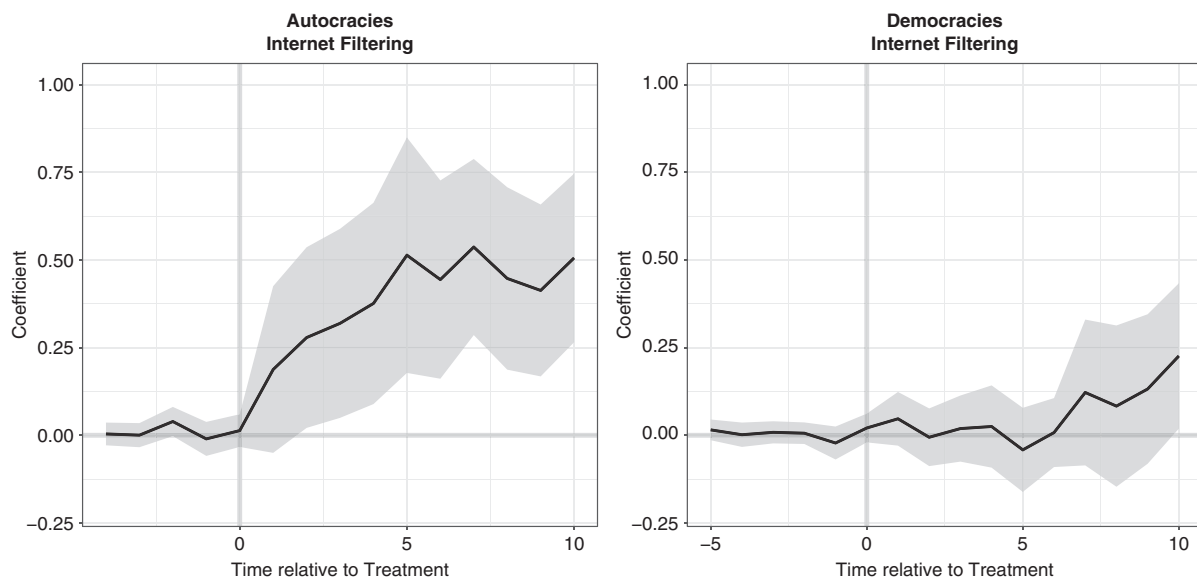 Autocracies
Internet Filtering
1.00
0.75
0.50
0.25
0.00
−0.25
Coefficient
0
5
10
Time relative to Treatment
Democracies
Internet Filtering
1.00
0.75
0.50
0.25
0.00
−0.25
Coefficient
−5
0
5
10
Time relative to Treatment